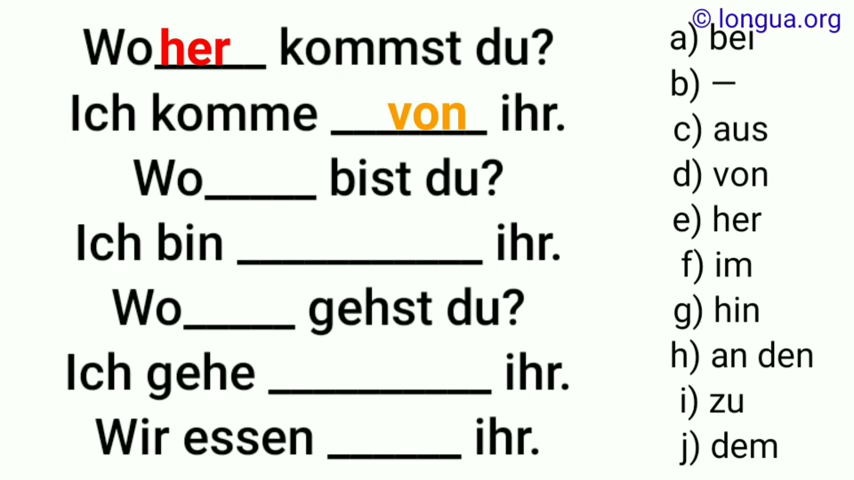 © longua.org
Woher kommst du?
Ich komme von ihr.
Wo_____ bist du?
Ich bin ___________ ihr.
Wo_____ gehst du?
Ich gehe __________ ihr.
Wir essen ______ ihr.
a) bei
b) –
c) aus
d) von
e) her
f) im
g) hin
h) an den
i) zu
j) dem